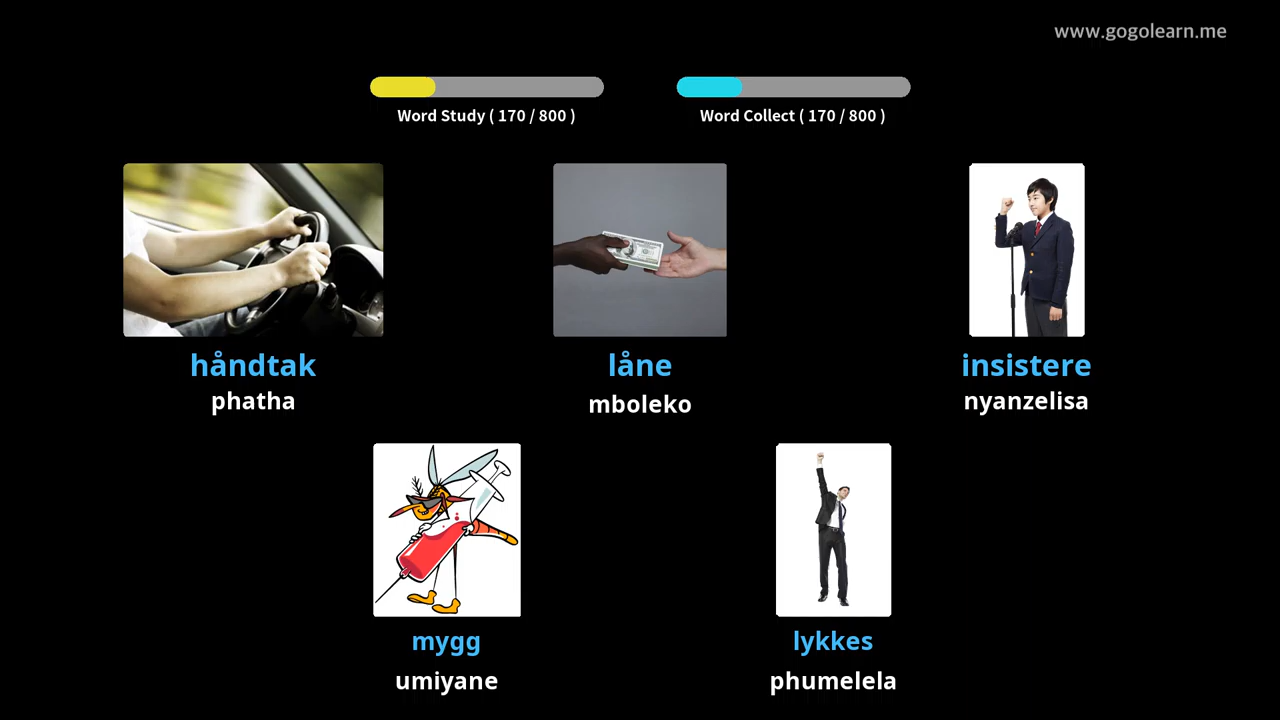 www.gogolearn.me
Word Study ( 170 / 800 )
Word Collect ( 170 / 800 )
håndtak
phatha
låne
mboleko
insistere
nyanzelisa
mygg
umiyane
lykkes
phumelela